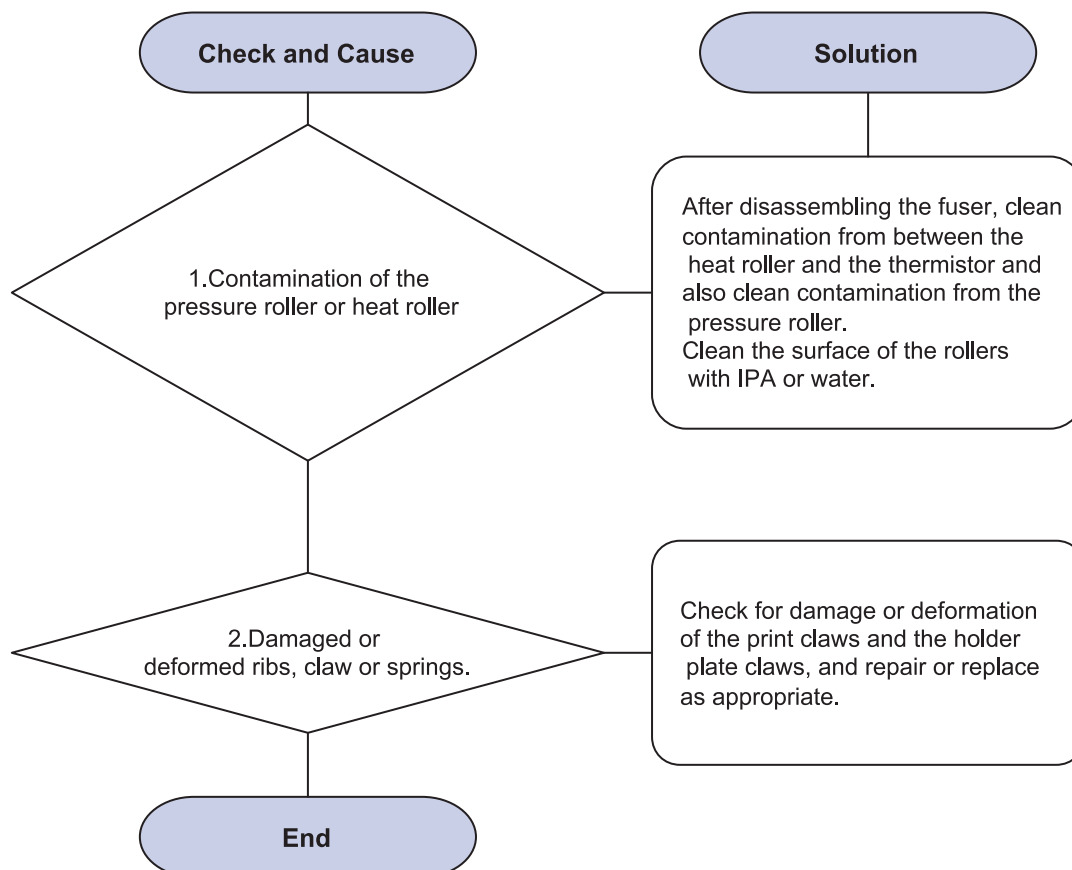 Check and Cause
Solution
1.Contamination of the
pressure roller or heat roller
After disassembling the fuser, clean
contamination from between the
heat roller and the thermistor and
also clean contamination from the
pressure roller.
Clean the surface of the rollers
with IPA or water.
2.Damaged or
deformed ribs, claw or springs.
Check for damage or deformation
of the print claws and the holder
plate claws, and repair or replace
as appropriate.
End